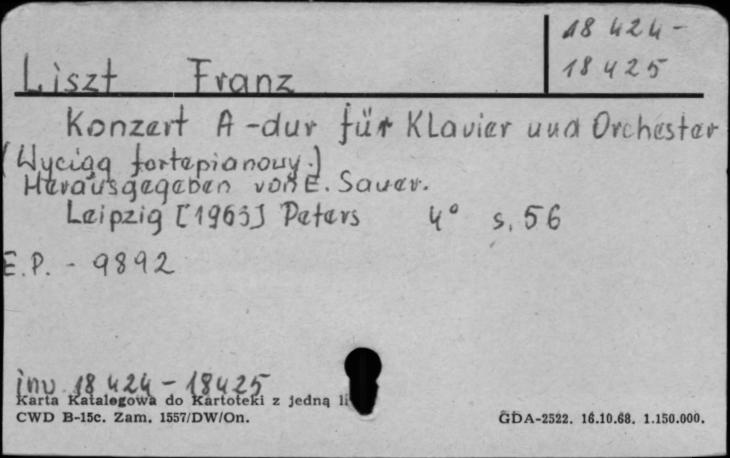 18 424-
18 425
Liszt Franz
Konzert A-dur für Klavier und Orchester
(Wyciąg fortepianowy.)
Herausgegeben von E. Sauer.
Leipzig [1963] Peters 4° s. 56
E.P. - 9892
inw 18 424 - 18425
Karta Katalogowa do Kartoteki z jedną
CWD B-15c. Zam. 1557/DW/On.
GDA-2522. 16.10.68. 1.150.000.